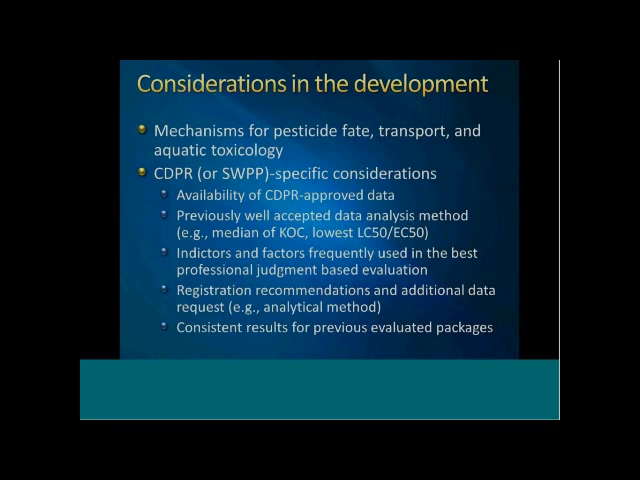 Considerations in the development
Mechanisms for pesticide fate, transport, and
aquatic toxicology
CDPR (or SWPP)-specific considerations
Availability of CDPR-approved data
Previously well accepted data analysis method
(e.g., median of KOC, lowest LC50/EC50)
Indictors and factors frequently used in the best
professional judgment based evaluation
Registration recommendations and additional data
request (e.g., analytical method)
Consistent results for previous evaluated packages